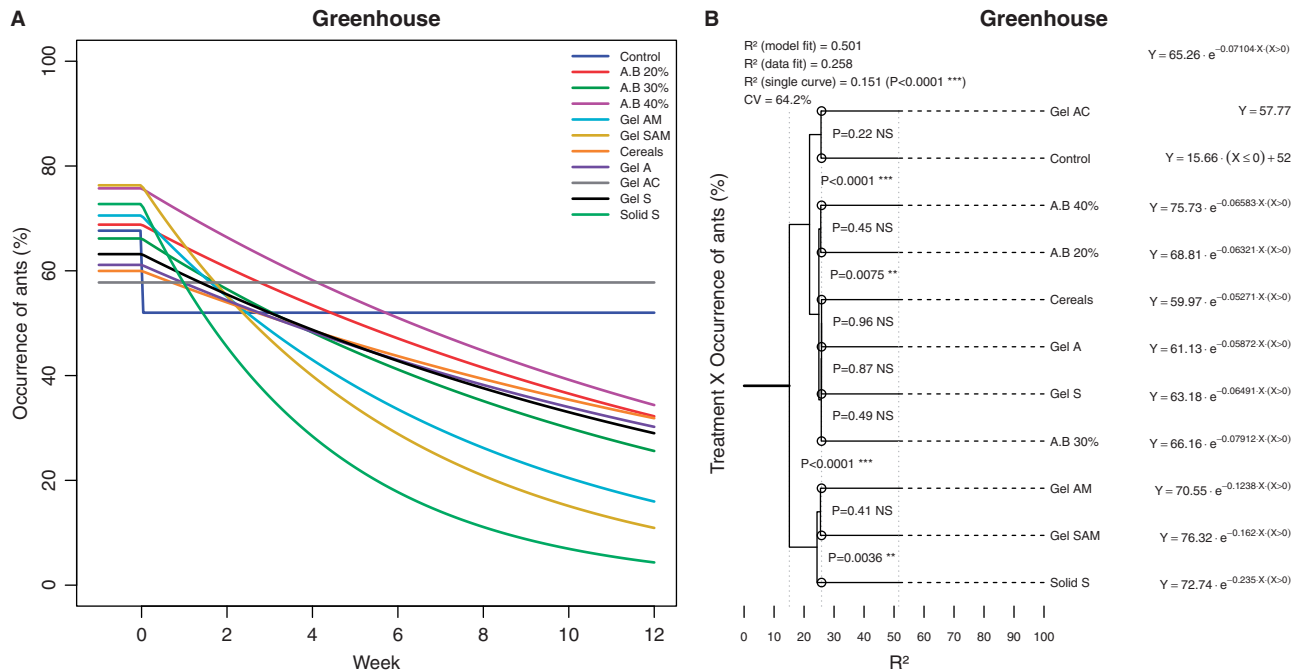 A
Greenhouse
Occurrence of ants (%)
100
80
60
40
20
0
Control
A.B 20%
A.B 30%
A.B 40%
Gel AM
Gel SAM
Cereals
Gel A
Gel AC
Gel S
Solid S
0 2 4 6 8 10 12
Week
B
Greenhouse
R² (model fit) = 0.501
R² (data fit) = 0.258
R² (single curve) = 0.151 (P<0.0001 ***)
CV = 64.2%
Y = 65.26 · e^−0.07104·X·(X>0)
Treatment X Occurrence of ants (%)
Gel AC Y = 57.77
P=0.22 NS
Control Y = 15.66 · (X ≤ 0) + 52
P<0.0001 ***
A.B 40% Y = 75.73 · e^−0.06583·X·(X>0)
P=0.45 NS
A.B 20% Y = 68.81 · e^−0.06321·X·(X>0)
P=0.0075 **
Cereals Y = 59.97 · e^−0.05271·X·(X>0)
P=0.96 NS
Gel A Y = 61.13 · e^−0.05872·X·(X>0)
P=0.87 NS
Gel S Y = 63.18 · e^−0.06491·X·(X>0)
P=0.49 NS
A.B 30% Y = 66.16 · e^−0.07912·X·(X>0)
P<0.0001 ***
Gel AM Y = 70.55 · e^−0.1238·X·(X>0)
P=0.41 NS
Gel SAM Y = 76.32 · e^−0.162·X·(X>0)
P=0.0036 **
Solid S Y = 72.74 · e^−0.235·X·(X>0)
0 10 20 30 40 50 60 70 80 90 100
R²